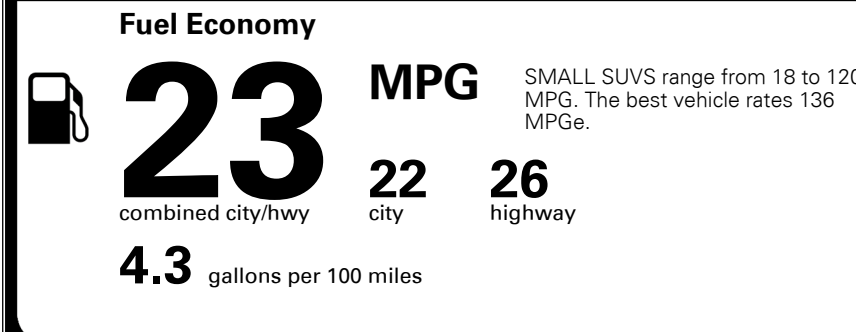 Fuel Economy
23 MPG
SMALL SUVS range from 18 to 120
MPG. The best vehicle rates 136
MPGe.
combined city/hwy
22 city
26 highway
4.3 gallons per 100 miles